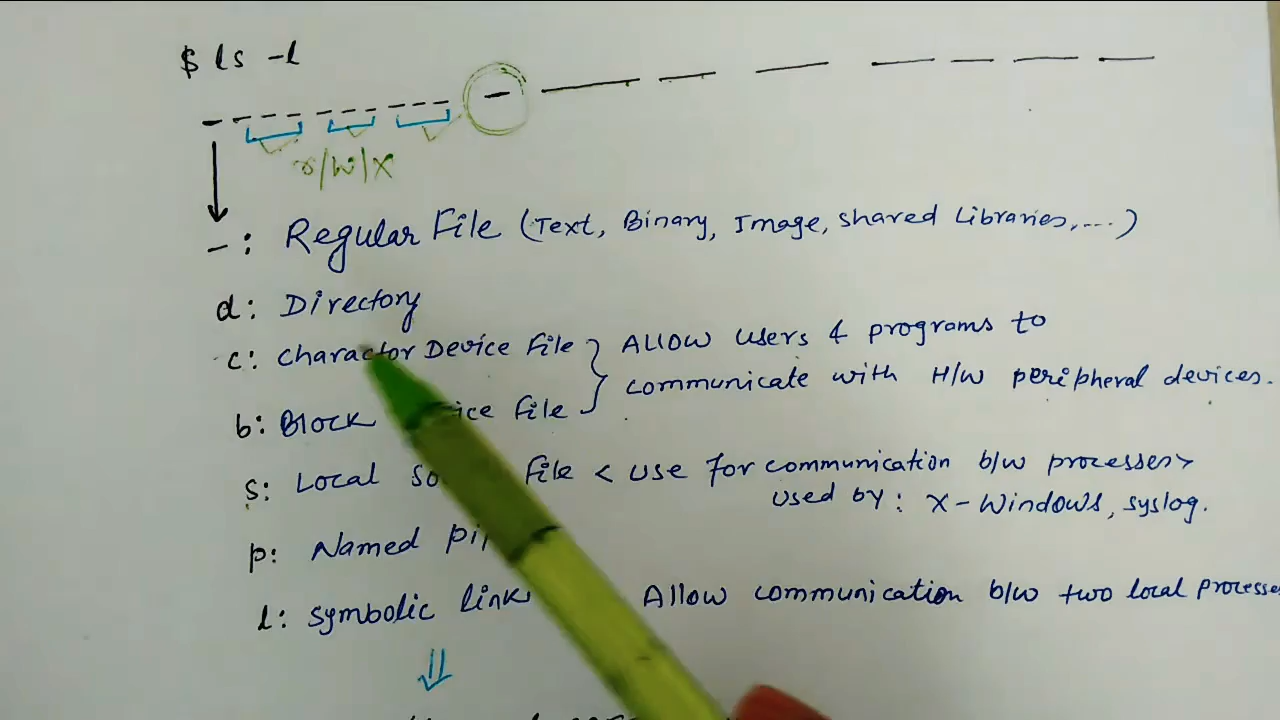 $ ls -l
r/w/x
- : Regular File (Text, Binary, Image, shared Libraries,....)
d: Directory
c: charactor Device file } Allow users & programs to
communicate with H/W peripheral devices.
b: Block file
s: Local file < use for communication b/w processes>
used by: X-Windows, syslog.
p: Named
l: symbolic link Allow communication b/w two local processes